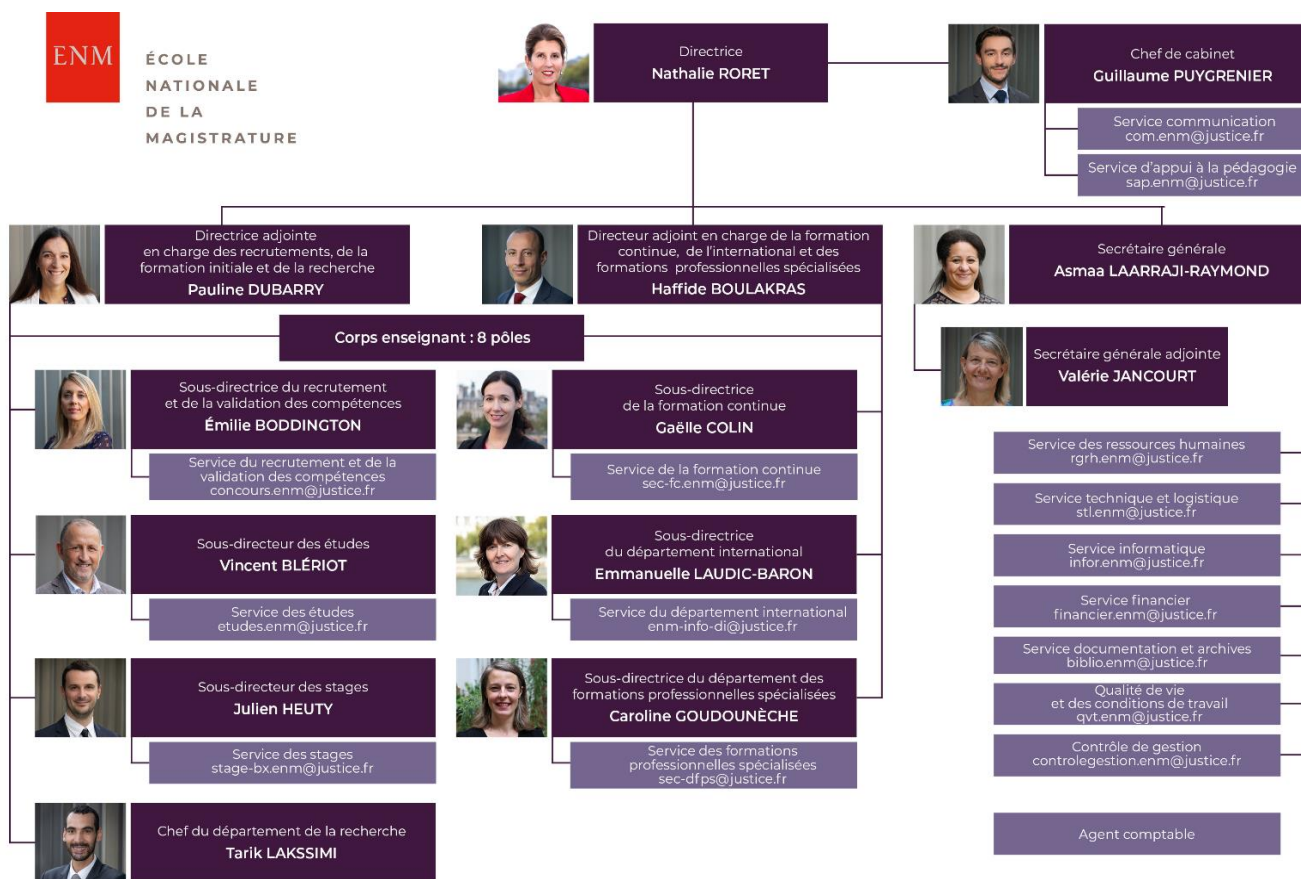 ENM
ÉCOLE
NATIONALE
DE LA
MAGISTRATURE
Directrice
Nathalie RORET
Chef de cabinet
Guillaume PUYGRENIER
Service communication
com.enm@justice.fr
Service d'appui à la pédagogie
sap.enm@justice.fr
Directrice adjointe
en charge des recrutements, de la
formation initiale et de la recherche
Pauline DUBARRY
Directeur adjoint en charge de la formation
continue, de l'international et des
formations professionnelles spécialisées
Haffide BOULAKRAS
Secrétaire générale
Asmaa LAARRAJI-RAYMOND
Corps enseignant : 8 pôles
Secrétaire générale adjointe
Valérie JANCOURT
Sous-directrice du recrutement
et de la validation des compétences
Émilie BODDINGTON
Service du recrutement et de la
validation des compétences
concours.enm@justice.fr
Sous-directrice
de la formation continue
Gaëlle COLIN
Service de la formation continue
sec-fc.enm@justice.fr
Sous-directeur des études
Vincent BLÉRIOT
Service des études
etudes.enm@justice.fr
Sous-directrice
du département international
Emmanuelle LAUDIC-BARON
Service du département international
enm-info-di@justice.fr
Sous-directeur des stages
Julien HEUTY
Service des stages
stage-bx.enm@justice.fr
Sous-directrice du département des
formations professionnelles spécialisées
Caroline GOUDOUNÈCHE
Service des formations
professionnelles spécialisées
sec-dfps@justice.fr
Chef du département de la recherche
Tarik LAKSSIMI
Service des ressources humaines
rgrh.enm@justice.fr
Service technique et logistique
stl.enm@justice.fr
Service informatique
infor.enm@justice.fr
Service financier
financier.enm@justice.fr
Service documentation et archives
biblio.enm@justice.fr
Qualité de vie
et des conditions de travail
qvt.enm@justice.fr
Contrôle de gestion
controlegestion.enm@justice.fr
Agent comptable